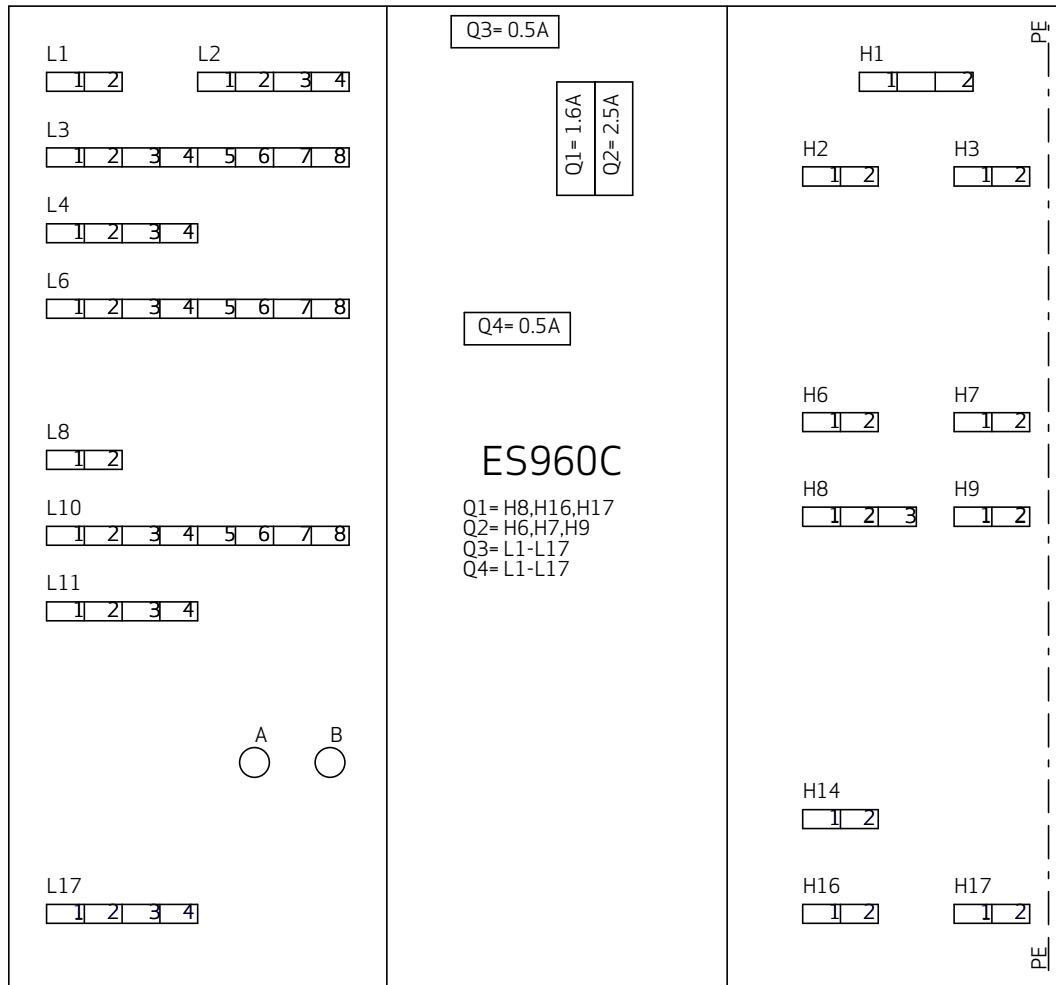 L1
1 2
L2
1 2 3 4
L3
1 2 3 4 5 6 7 8
L4
1 2 3 4
L6
1 2 3 4 5 6 7 8
L8
1 2
L10
1 2 3 4 5 6 7 8
L11
1 2 3 4
A
B
L17
1 2 3 4
Q3= 0.5A
Q1= 1.6A
Q2= 2.5A
Q4= 0.5A
ES960C
Q1= H8,H16,H17
Q2= H6,H7,H9
Q3= L1-L17
Q4= L1-L17
PE
H1
1 2
H2
1 2
H3
1 2
H6
1 2
H7
1 2
H8
1 2 3
H9
1 2
H14
1 2
H16
1 2
H17
1 2
PE